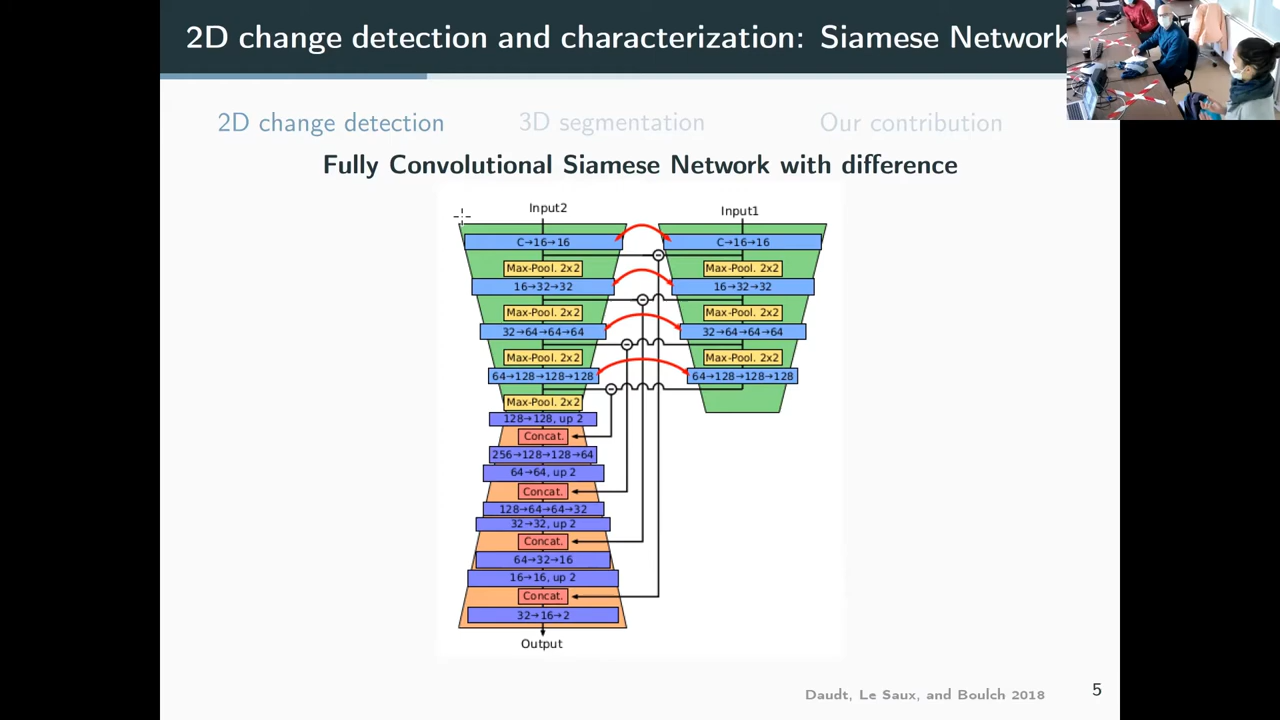 2D change detection and characterization: Siamese Network
2D change detection
3D segmentation
Our contribution
Fully Convolutional Siamese Network with difference
Input2
Input1
C→16→16
C→16→16
Max-Pool. 2x2
Max-Pool. 2x2
16→32→32
16→32→32
Max-Pool. 2x2
Max-Pool. 2x2
32→64→64→64
32→64→64→64
Max-Pool. 2x2
Max-Pool. 2x2
64→128→128→128
64→128→128→128
Max-Pool. 2x2
128→128, up 2
Concat.
256→128→128→64
64→64, up 2
Concat.
128→64→64→32
32→32, up 2
Concat.
64→32→16
16→16, up 2
Concat.
32→16→2
Output
Daudt, Le Saux, and Boulch 2018
5